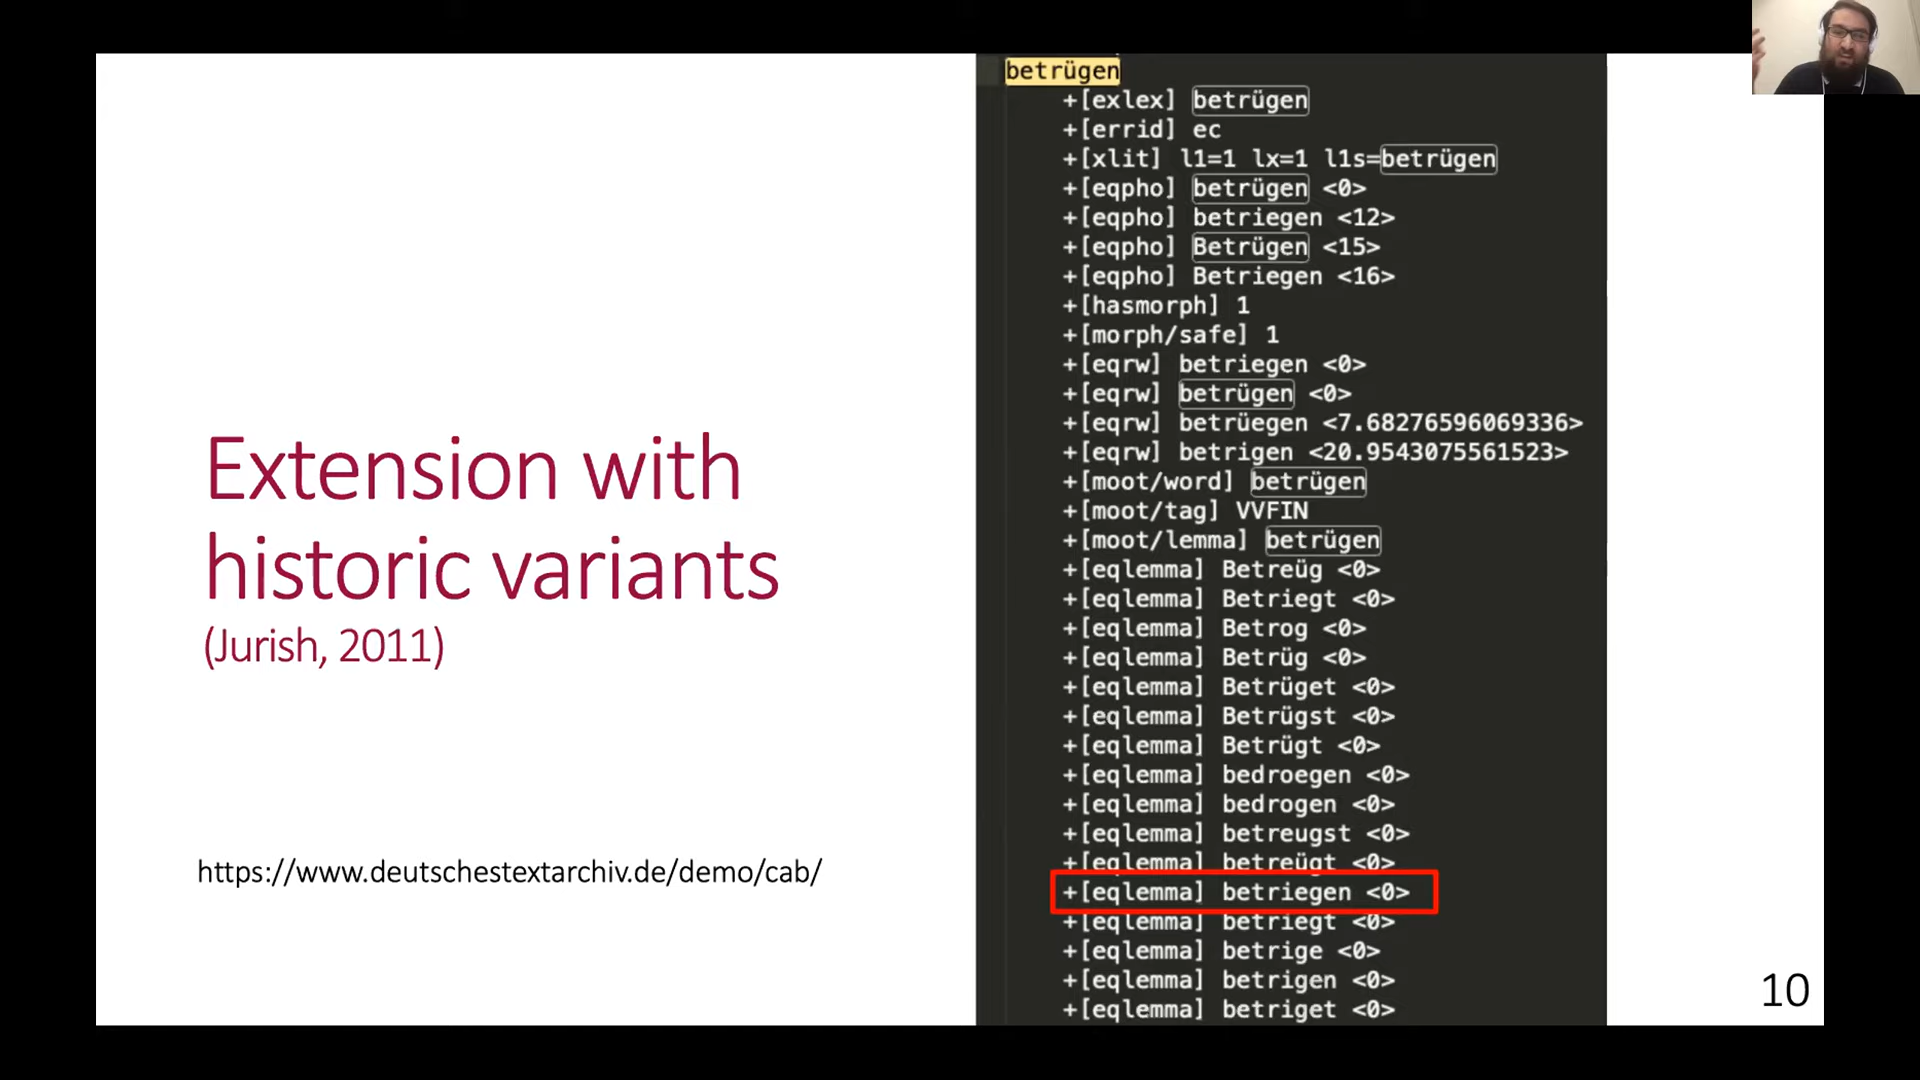 Extension with
historic variants
(Jurish, 2011)
https://www.deutschestextarchiv.de/demo/cab/
betrügen
+[exlex] betrügen
+[errid] ec
+[xlit] l1=1 lx=1 l1s=betrügen
+[eqpho] betrügen <0>
+[eqpho] betriegen <12>
+[eqpho] Betrügen <15>
+[eqpho] Betriegen <16>
+[hasmorph] 1
+[morph/safe] 1
+[eqrw] betriegen <0>
+[eqrw] betrügen <0>
+[eqrw] betrüegen <7.68276596069336>
+[eqrw] betrigen <20.9543075561523>
+[moot/word] betrügen
+[moot/tag] VVFIN
+[moot/lemma] betrügen
+[eqlemma] Betreüg <0>
+[eqlemma] Betriegt <0>
+[eqlemma] Betrog <0>
+[eqlemma] Betrüg <0>
+[eqlemma] Betrüget <0>
+[eqlemma] Betrügst <0>
+[eqlemma] Betrügt <0>
+[eqlemma] bedroegen <0>
+[eqlemma] bedrogen <0>
+[eqlemma] betreugst <0>
+[eqlemma] betreügt <0>
+[eqlemma] betriegen <0>
+[eqlemma] betriegt <0>
+[eqlemma] betrige <0>
+[eqlemma] betrigen <0>
+[eqlemma] betriget <0>
10